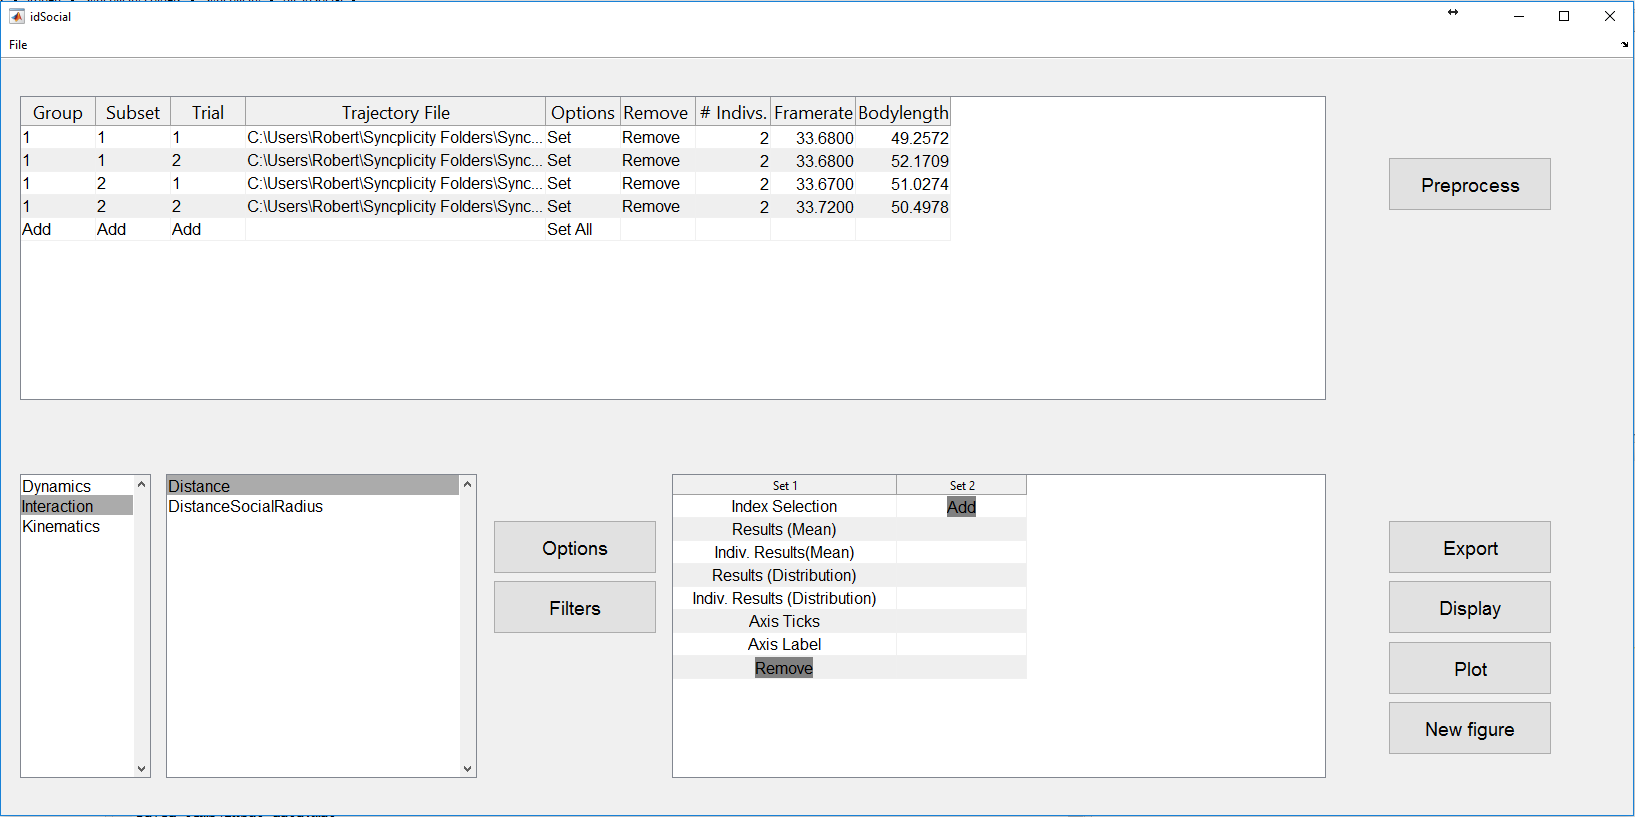 idSocial
File
Group Subset Trial Trajectory File Options Remove # Indivs. Framerate Bodylength
1 1 1 C:\Users\Robert\Syncplicity Folders\Sync... Set Remove 2 33.6800 49.2572
1 1 2 C:\Users\Robert\Syncplicity Folders\Sync... Set Remove 2 33.6800 52.1709
1 2 1 C:\Users\Robert\Syncplicity Folders\Sync... Set Remove 2 33.6700 51.0274
1 2 2 C:\Users\Robert\Syncplicity Folders\Sync... Set Remove 2 33.7200 50.4978
Add Add Add Set All
Preprocess
Dynamics
Interaction
Kinematics
Distance
DistanceSocialRadius
Options
Filters
Set 1 Set 2
Index Selection Add
Results (Mean)
Indiv. Results(Mean)
Results (Distribution)
Indiv. Results (Distribution)
Axis Ticks
Axis Label
Remove
Export
Display
Plot
New figure